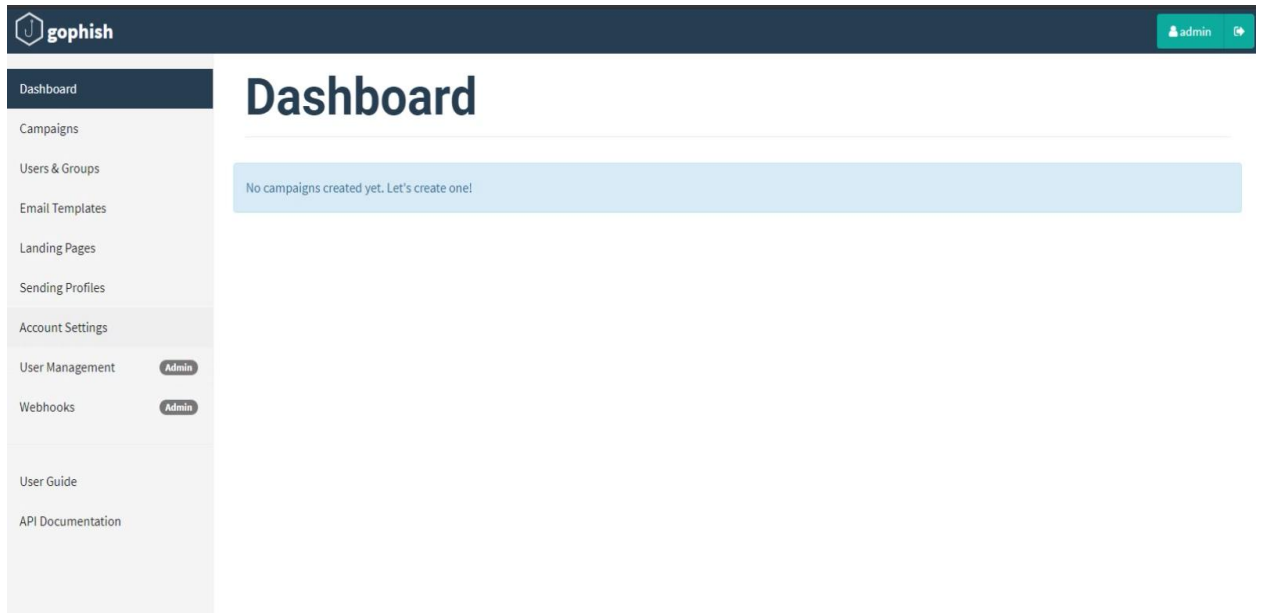 gophish
admin
Dashboard
Campaigns
Users & Groups
Email Templates
Landing Pages
Sending Profiles
Account Settings
User Management Admin
Webhooks Admin
User Guide
API Documentation
Dashboard
No campaigns created yet. Let's create one!